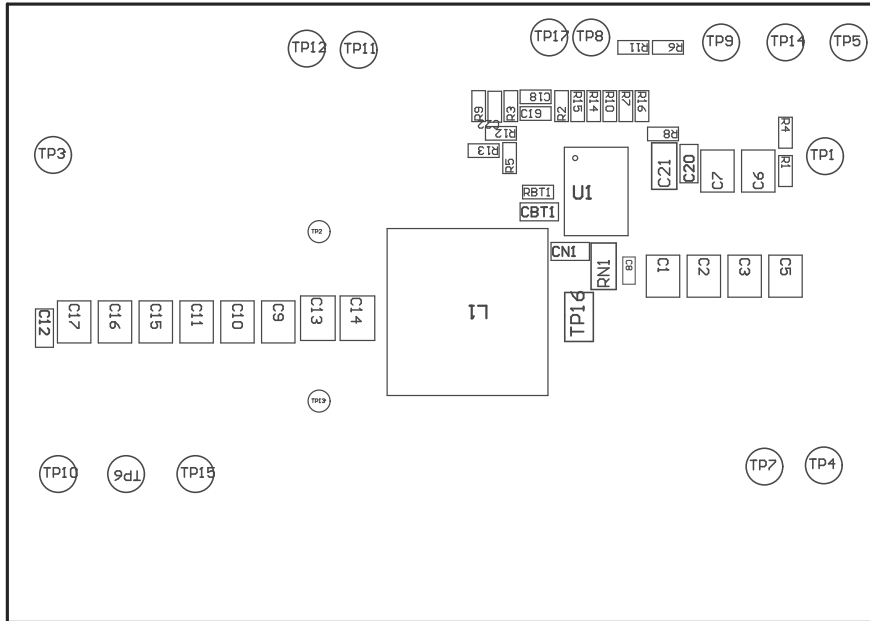 TP12
TP11
TP17
TP8
R11
R6
TP9
TP14
TP5
R9
C22
R3
C18
C19
R2
R15
R14
R10
R7
R16
R12
R13
R5
R8
R4
TP3
C21
C20
C7
C6
R1
TP1
RBT1
CBT1
U1
TP2
CN1
RN1
C8
C1
C2
C3
C5
C12
C17
C16
C15
C11
C10
C9
C13
C14
L1
TP16
TP13
TP10
TP6
TP15
TP7
TP4